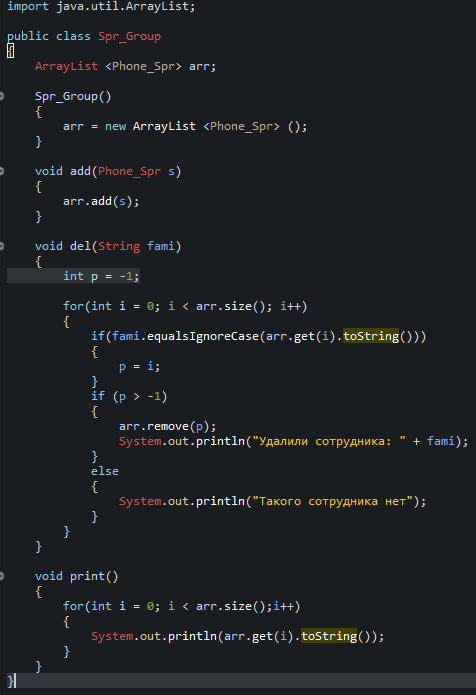 import java.util.ArrayList;
public class Spr_Group
{
ArrayList <Phone_Spr> arr;
Spr_Group()
{
arr = new ArrayList <Phone_Spr> ();
}
void add(Phone_Spr s)
{
arr.add(s);
}
void del(String fami)
{
int p = -1;
for(int i = 0; i < arr.size(); i++)
{
if(fami.equalsIgnoreCase(arr.get(i).toString()))
{
p = i;
}
if (p > -1)
{
arr.remove(p);
System.out.println("Удалили сотрудника: " + fami);
}
else
{
System.out.println("Такого сотрудника нет");
}
}
}
void print()
{
for(int i = 0; i < arr.size();i++)
{
System.out.println(arr.get(i).toString());
}
}
}